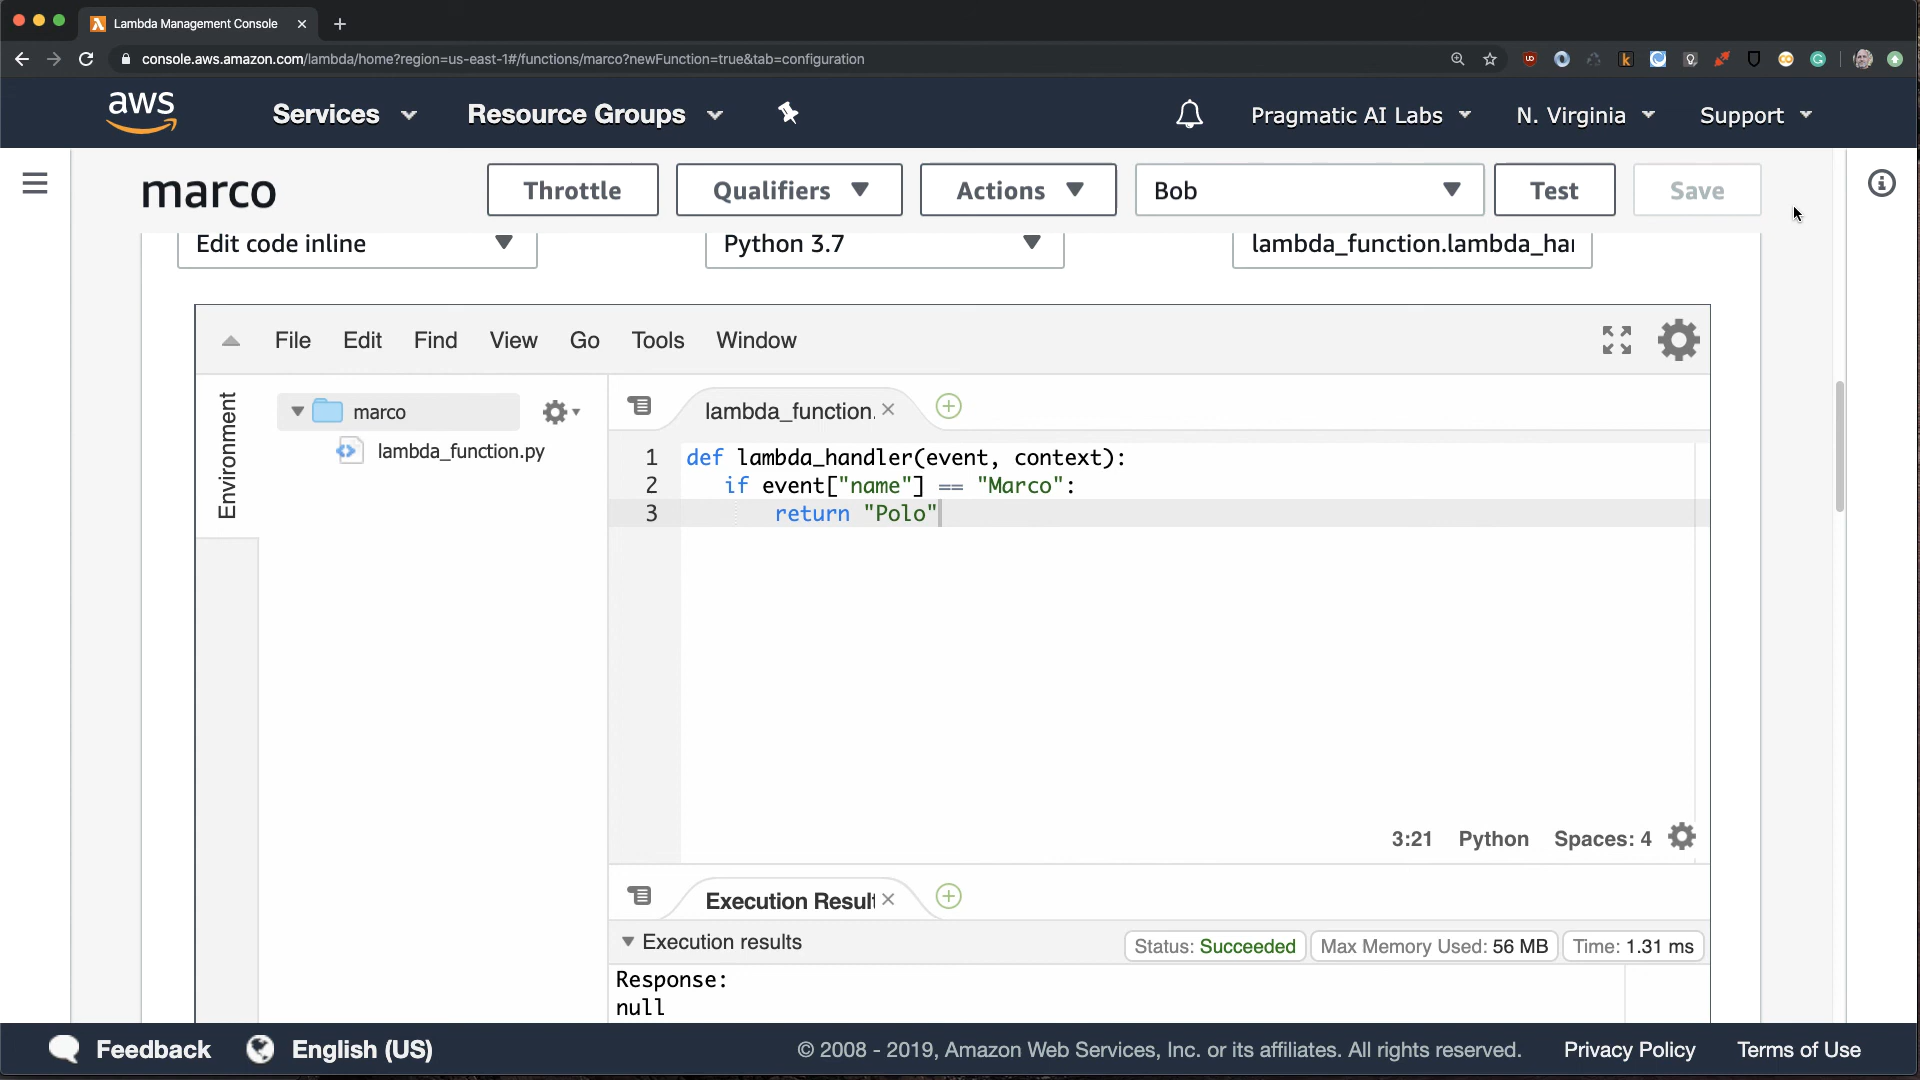 Lambda Management Console
console.aws.amazon.com/lambda/home?region=us-east-1#/functions/marco?newFunction=true&tab=configuration
aws
Services
Resource Groups
Pragmatic AI Labs
N. Virginia
Support
marco
Throttle
Qualifiers
Actions
Bob
Test
Save
Edit code inline
Python 3.7
lambda_function.lambda_hai
File Edit Find View Go Tools Window
Environment
marco
lambda_function.py
lambda_function.
1 def lambda_handler(event, context):
2 if event["name"] == "Marco":
3 return "Polo"
3:21 Python Spaces: 4
Execution Result
Execution results
Status: Succeeded
Max Memory Used: 56 MB
Time: 1.31 ms
Response:
null
Feedback
English (US)
© 2008 - 2019, Amazon Web Services, Inc. or its affiliates. All rights reserved.
Privacy Policy
Terms of Use